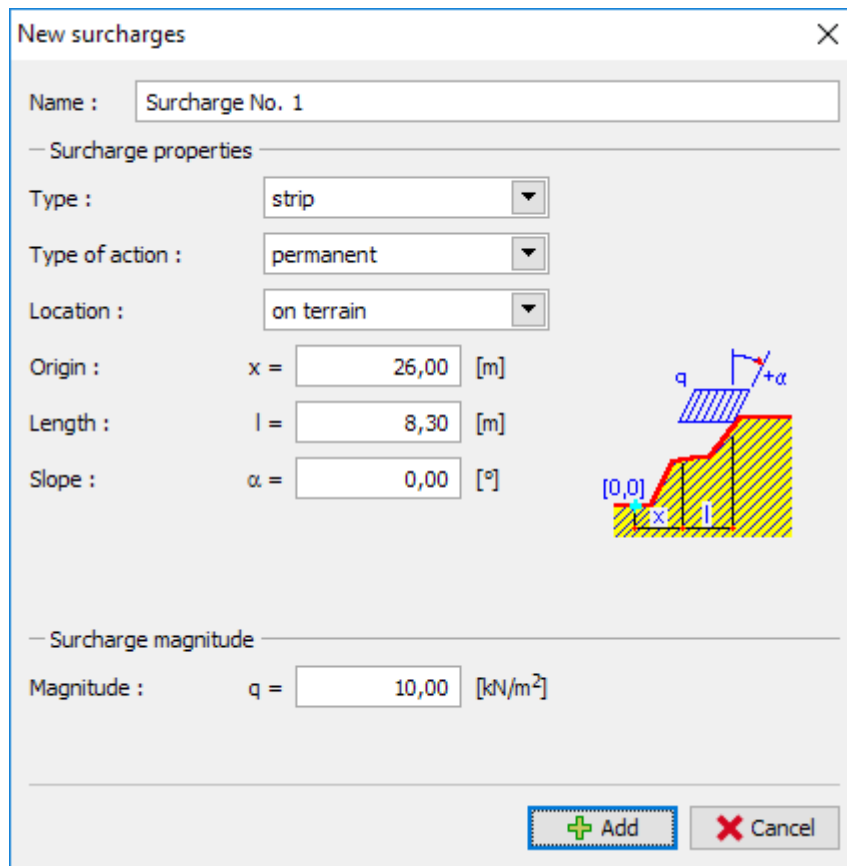 New surcharges
Name : Surcharge No. 1
Surcharge properties
Type : strip
Type of action : permanent
Location : on terrain
Origin : x = 26,00 [m]
Length : l = 8,30 [m]
Slope : α = 0,00 [°]
q +α
[0,0]
x l
Surcharge magnitude
Magnitude : q = 10,00 [kN/m²]
Add Cancel